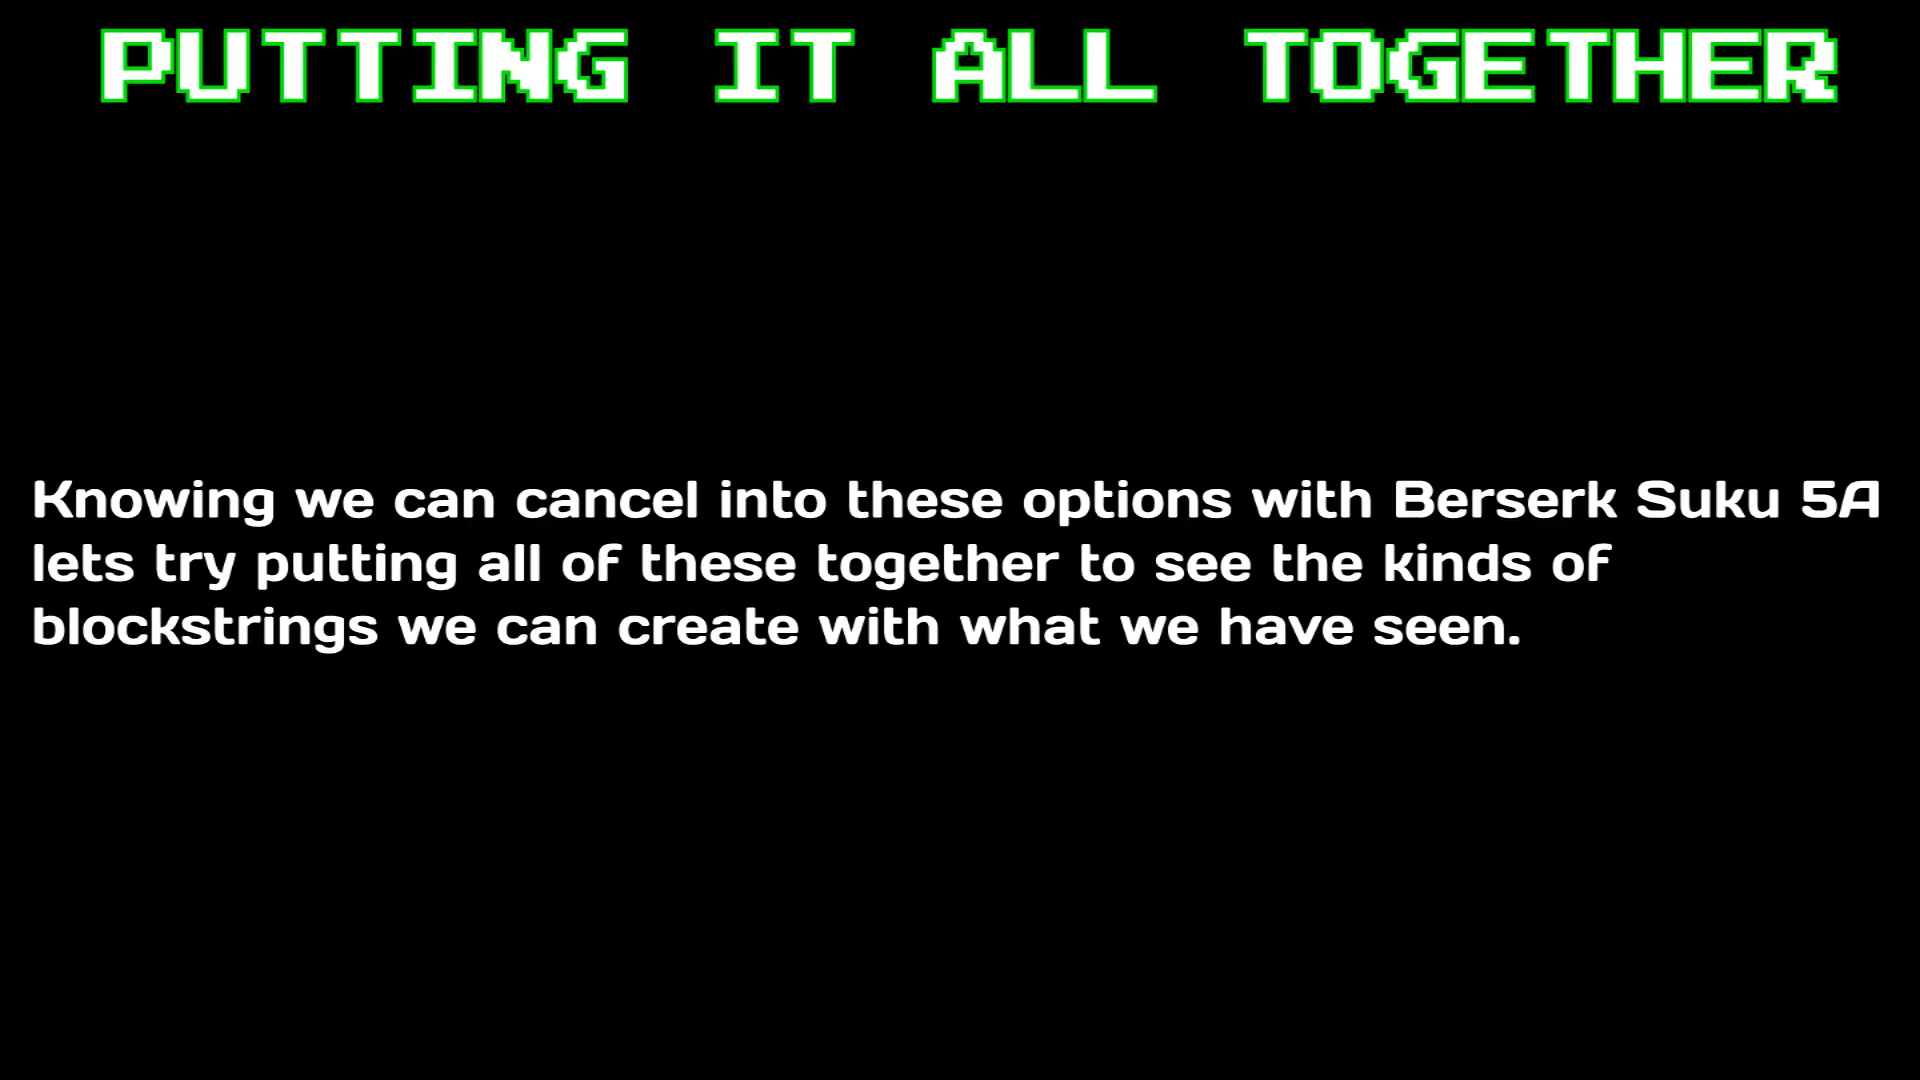 PUTTING IT ALL TOGETHER
Knowing we can cancel into these options with Berserk Suku 5A
lets try putting all of these together to see the kinds of
blockstrings we can create with what we have seen.